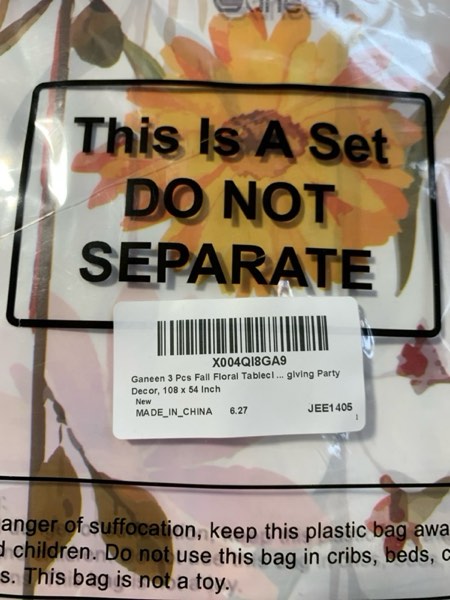 Ganeen
This Is A Set
DO NOT
SEPARATE
X004QI8GA9
Ganeen 3 Pcs Fall Floral Tablecl ... giving Party
Decor, 108 x 54 Inch
New
MADE_IN_CHINA 6.27 JEE1405
anger of suffocation, keep this plastic bag awa
d children. Do not use this bag in cribs, beds, c
s. This bag is not a toy.